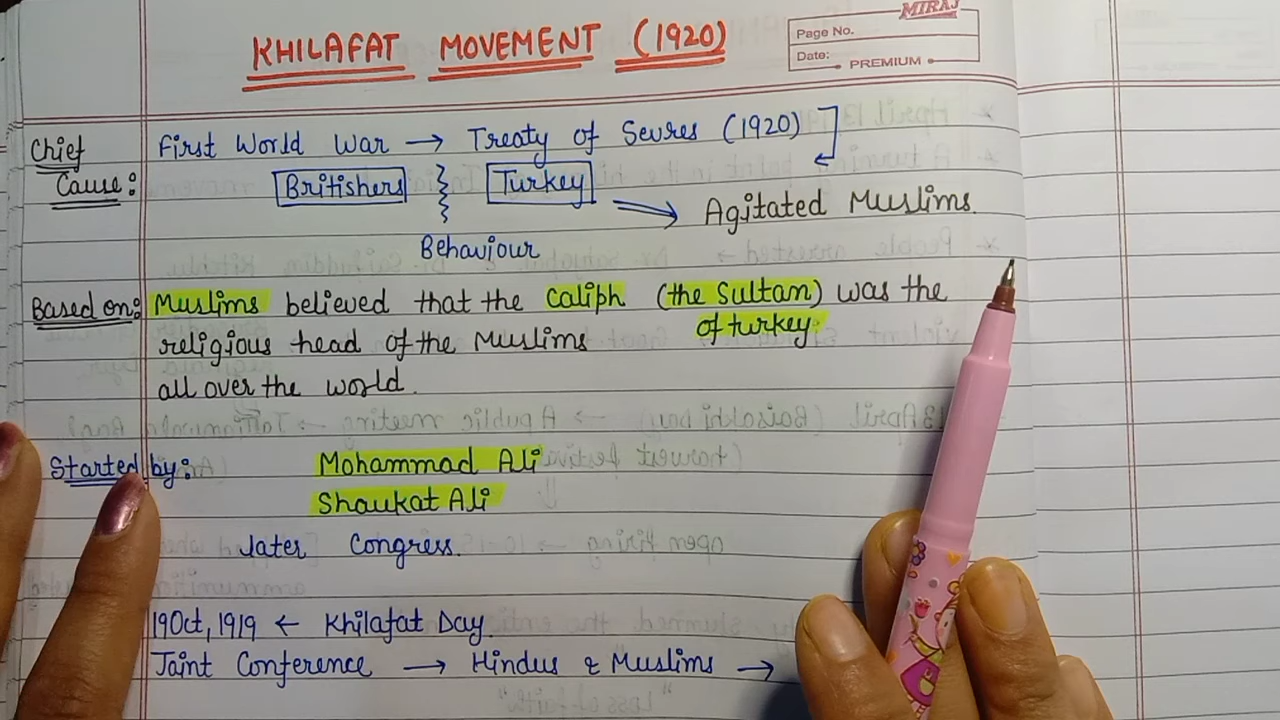 MIRAJ
Page No.
Date:
PREMIUM
KHILAFAT MOVEMENT (1920)
Chief Cause:
First World War → Treaty of Sevres (1920)
Britishers Turkey
Agitated Muslims.
Behaviour
Based on: Muslims believed that the Caliph (the Sultan) was the
of turkey
religious head of the Muslims
all over the world.
Started by: Mohammad Ali
Shaukat Ali
later Congress.
19Oct, 1919 ← Khilafat Day.
Joint Conference → Hindus & Muslims →